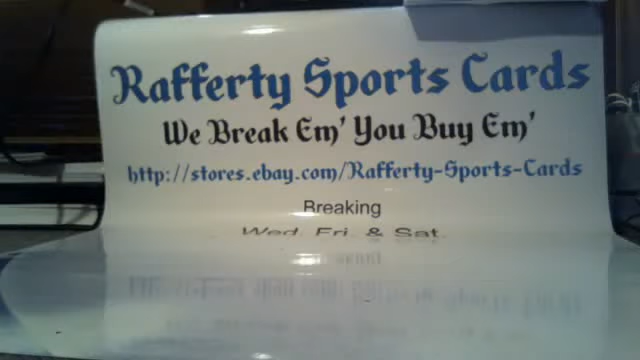 Rafferty Sports Cards
We Break Em' You Buy Em'
http://stores.ebay.com/Rafferty-Sports-Cards
Breaking
Wed. Fri. & Sat.